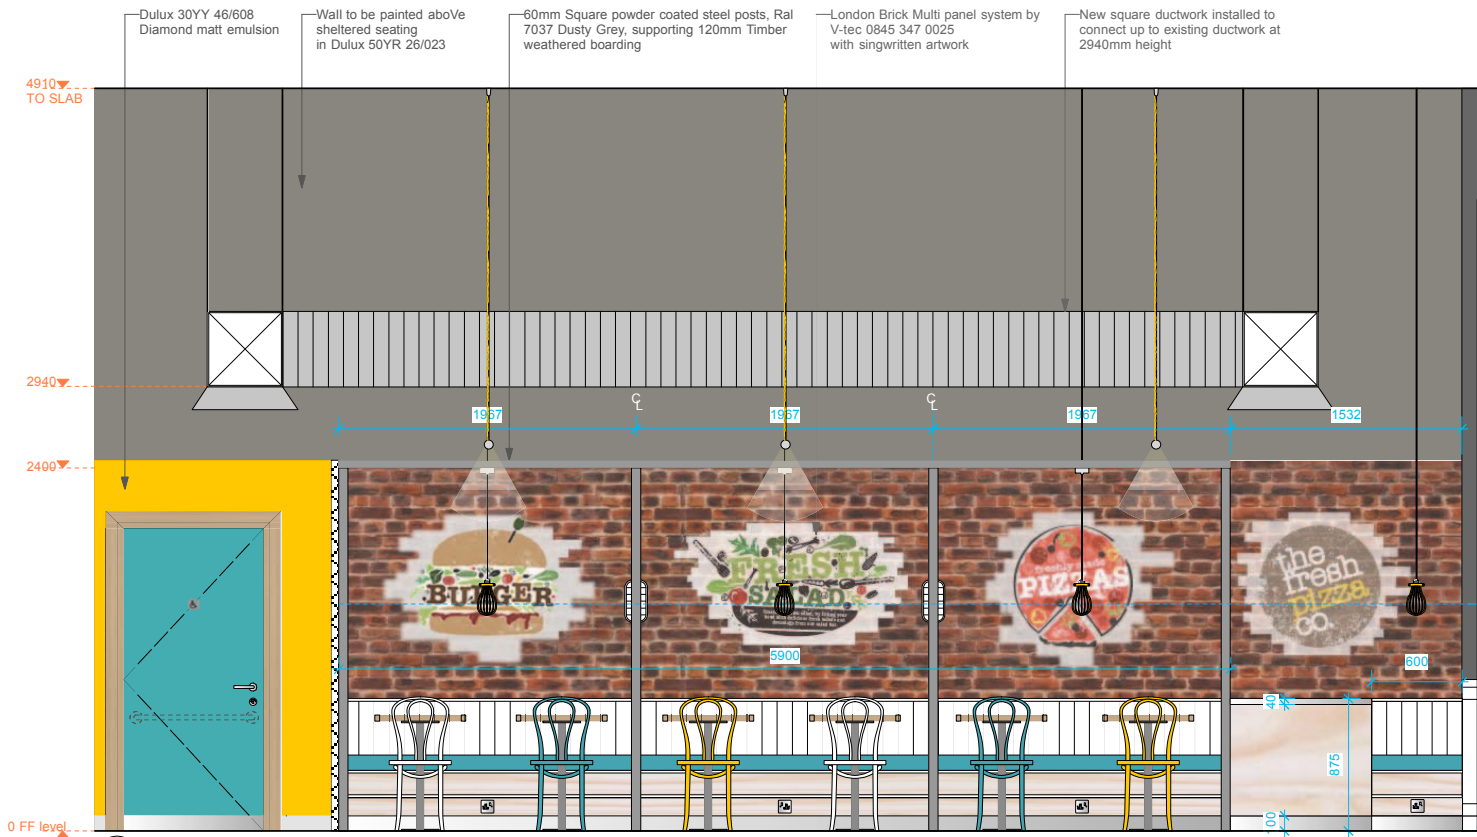 Dulux 30YY 46/608
Diamond matt emulsion
Wall to be painted aboVe
sheltered seating
in Dulux 50YR 26/023
60mm Square powder coated steel posts, Ral
7037 Dusty Grey, supporting 120mm Timber
weathered boarding
London Brick Multi panel system by
V-tec 0845 347 0025
with singwritten artwork
New square ductwork installed to
connect up to existing ductwork at
2940mm height
4910
TO SLAB
2940
2400
0 FF level
1967
1967
1967
1532
BURGER
FRESH
SALADS
freshly made
PIZZAS
the
fresh
pizza
co.
5900
600
40
875
100